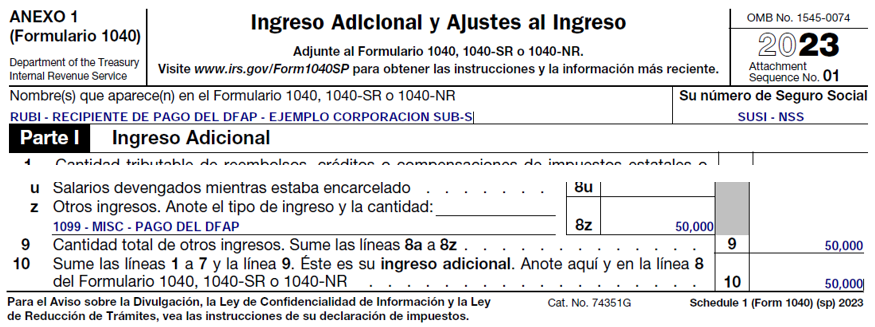 ANEXO 1
(Formulario 1040)
Department of the Treasury
Internal Revenue Service
Ingreso AdIcIonal y Ajustes al Ingreso
Adjunte al Formulario 1040, 1040-SR o 1040-NR.
Visite www.irs.gov/Form1040SP para obtener las instrucciones y la información más reciente.
OMB No. 1545-0074
2023
Attachment
Sequence No. 01
Nombre(s) que aparece(n) en el Formulario 1040, 1040-SR o 1040-NR
Su número de Seguro Social
RUBI - RECIPIENTE DE PAGO DEL DFAP - EJEMPLO CORPORACION SUB-S
SUSI - NSS
Parte I Ingreso Adicional
1 Cantidad tributable de reembolsos, créditos o compensaciones de impuestos estatales o
u Salarios devengados mientras estaba encarcelado . . . . . . 8u
z Otros ingresos. Anote el tipo de ingreso y la cantidad:
1099 - MISC - PAGO DEL DFAP 8z 50,000
9 Cantidad total de otros ingresos. Sume las líneas 8a a 8z . . . . . . . . . . . 9 50,000
10 Sume las líneas 1 a 7 y la línea 9. Éste es su ingreso adicional. Anote aquí y en la línea 8
del Formulario 1040, 1040-SR o 1040-NR . . . . . . . . . . . . . . . 10 50,000
Para el Aviso sobre la Divulgación, la Ley de Confidencialidad de Información y la Ley
de Reducción de Trámites, vea las instrucciones de su declaración de impuestos.
Cat. No. 74351G
Schedule 1 (Form 1040) (sp) 2023